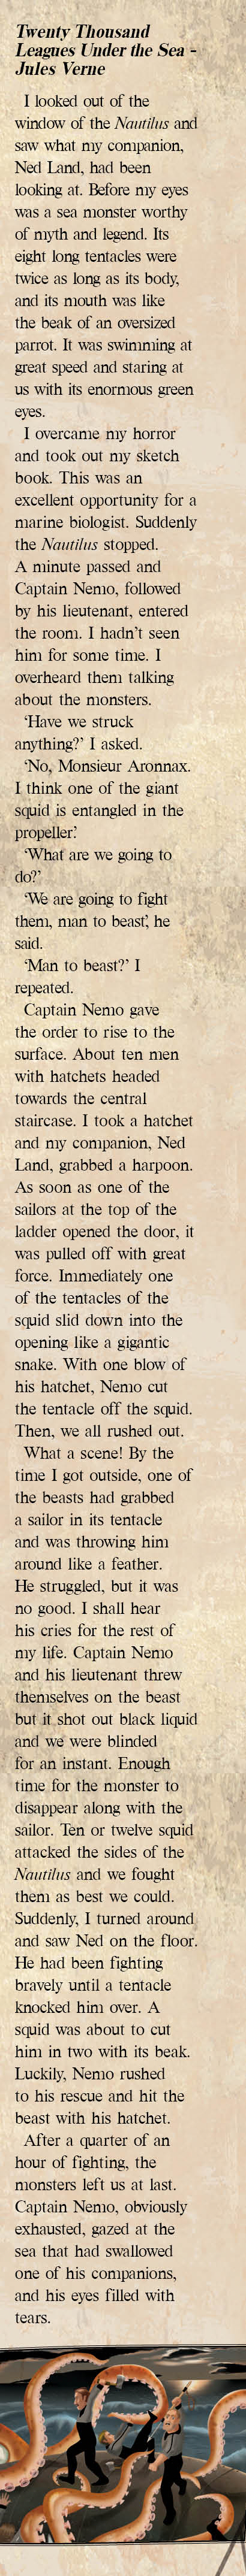 Twenty Thousand
Leagues Under the Sea -
Jules Verne
I looked out of the
window of the Nautilus and
saw what my companion,
Ned Land, had been
looking at. Before my eyes
was a sea monster worthy
of myth and legend. Its
eight long tentacles were
twice as long as its body,
and its mouth was like
the beak of an oversized
parrot. It was swimming at
great speed and staring at
us with its enormous green
eyes.
I overcame my horror
and took out my sketch
book. This was an
excellent opportunity for a
marine biologist. Suddenly
the Nautilus stopped.
A minute passed and
Captain Nemo, followed
by his lieutenant, entered
the room. I hadn't seen
him for some time. I
overheard them talking
about the monsters.
‘Have we struck
anything?’ I asked.
‘No, Monsieur Aronnax.
I think one of the giant
squid is entangled in the
propeller.’
‘What are we going to
do?’
‘We are going to fight
them, man to beast’, he
said.
‘Man to beast?’ I
repeated.
Captain Nemo gave
the order to rise to the
surface. About ten men
with hatchets headed
towards the central
staircase. I took a hatchet
and my companion, Ned
Land, grabbed a harpoon.
As soon as one of the
sailors at the top of the
ladder opened the door, it
was pulled off with great
force. Immediately one
of the tentacles of the
squid slid down into the
opening like a gigantic
snake. With one blow of
his hatchet, Nemo cut
the tentacle off the squid.
Then, we all rushed out.
What a scene! By the
time I got outside, one of
the beasts had grabbed
a sailor in its tentacle
and was throwing him
around like a feather.
He struggled, but it was
no good. I shall hear
his cries for the rest of
my life. Captain Nemo
and his lieutenant threw
themselves on the beast
but it shot out black liquid
and we were blinded
for an instant. Enough
time for the monster to
disappear along with the
sailor. Ten or twelve squid
attacked the sides of the
Nautilus and we fought
them as best we could.
Suddenly, I turned around
and saw Ned on the floor.
He had been fighting
bravely until a tentacle
knocked him over. A
squid was about to cut
him in two with its beak.
Luckily, Nemo rushed
to his rescue and hit the
beast with his hatchet.
After a quarter of an
hour of fighting, the
monsters left us at last.
Captain Nemo, obviously
exhausted, gazed at the
sea that had swallowed
one of his companions,
and his eyes filled with
tears.